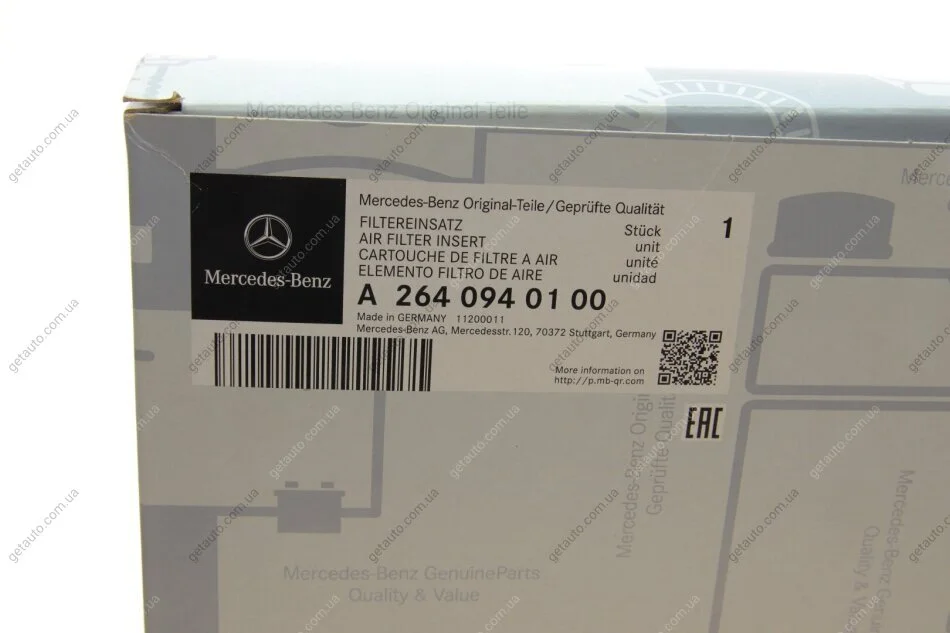 Mercedes-Benz Original-Teile
Mercedes-Benz Original-Teile/Geprüfte Qualität
FILTEREINSATZ Stück 1
AIR FILTER INSERT unit
CARTOUCHE DE FILTRE A AIR unité
ELEMENTO FILTRO DE AIRE unidad
A 264 094 01 00
Made in GERMANY 11200011
Mercedes-Benz AG, Mercedesstr. 120, 70372 Stuttgart, Germany
Mercedes-Benz
More information on
http://p.mb-qr.com
EAC
Mercedes-Benz GenuineParts
Quality & Value
getauto.com.ua